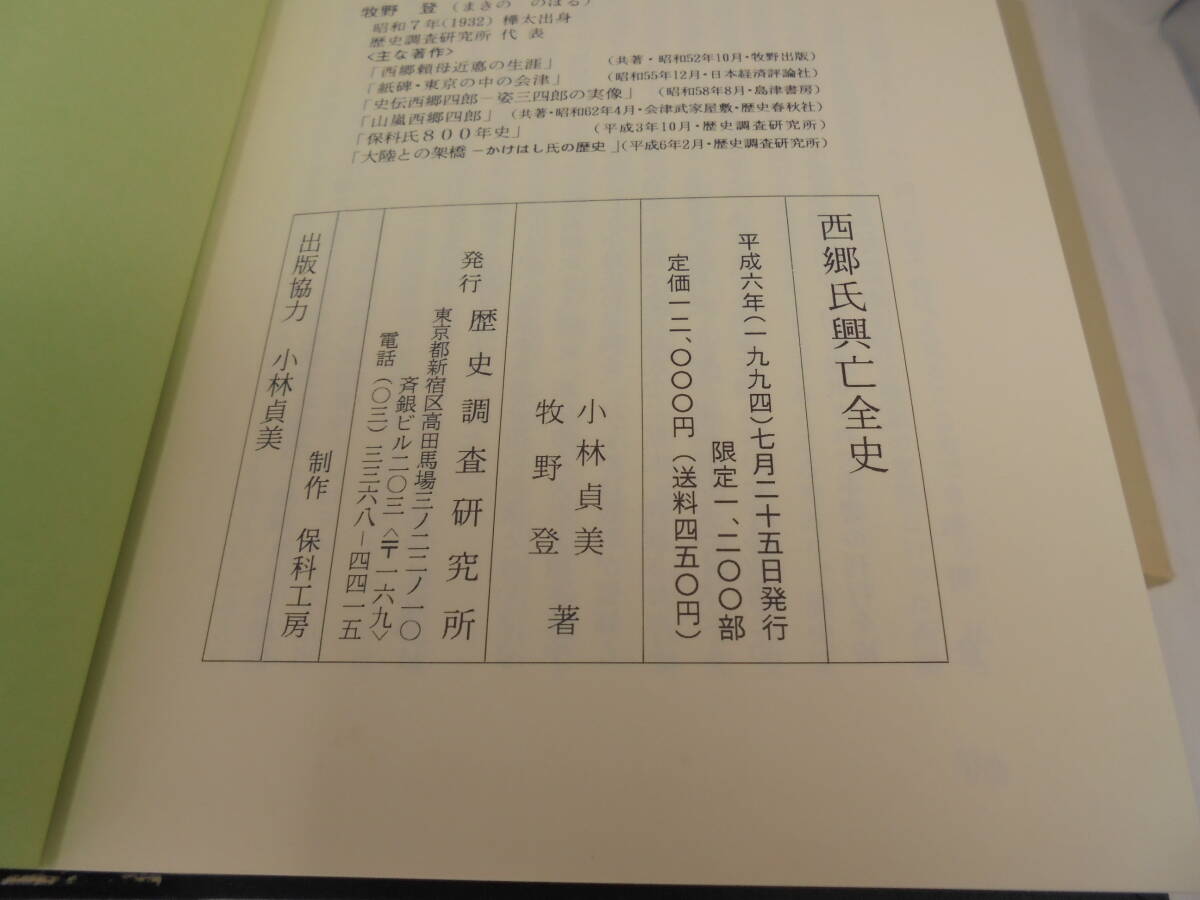 牧野 登 (まきの のぼる)
昭和7年(1932) 樺太出身
歴史調査研究所 代表
<主な著作>
「西郷頼母近悳の生涯」 (共著・昭和52年10月・牧野出版)
「紙碑・東京の中の会津」 (昭和55年12月・日本経済評論社)
「史伝西郷四郎－姿三四郎の実像」 (昭和58年8月・島津書房)
「山嵐西郷四郎」 (共著・昭和62年4月・会津武家屋敷・歴史春秋社)
「保科氏800年史」 (平成3年10月・歴史調査研究所)
「大陸との架橋－かけはし氏の歴史」(平成6年2月・歴史調査研究所)
西郷氏興亡全史
平成六年(一九九四)七月二十五日発行
限定一、二〇〇部
定価一二、〇〇〇円(送料四五〇円)
小林貞美
牧野登 著
発行 歴史調査研究所
東京都新宿区高田馬場三ノ二二ノ一〇
斉銀ビル二〇三〈〒一六九〉
電話(〇三)三三六八－四四一五
制作 保科工房
出版協力 小林貞美